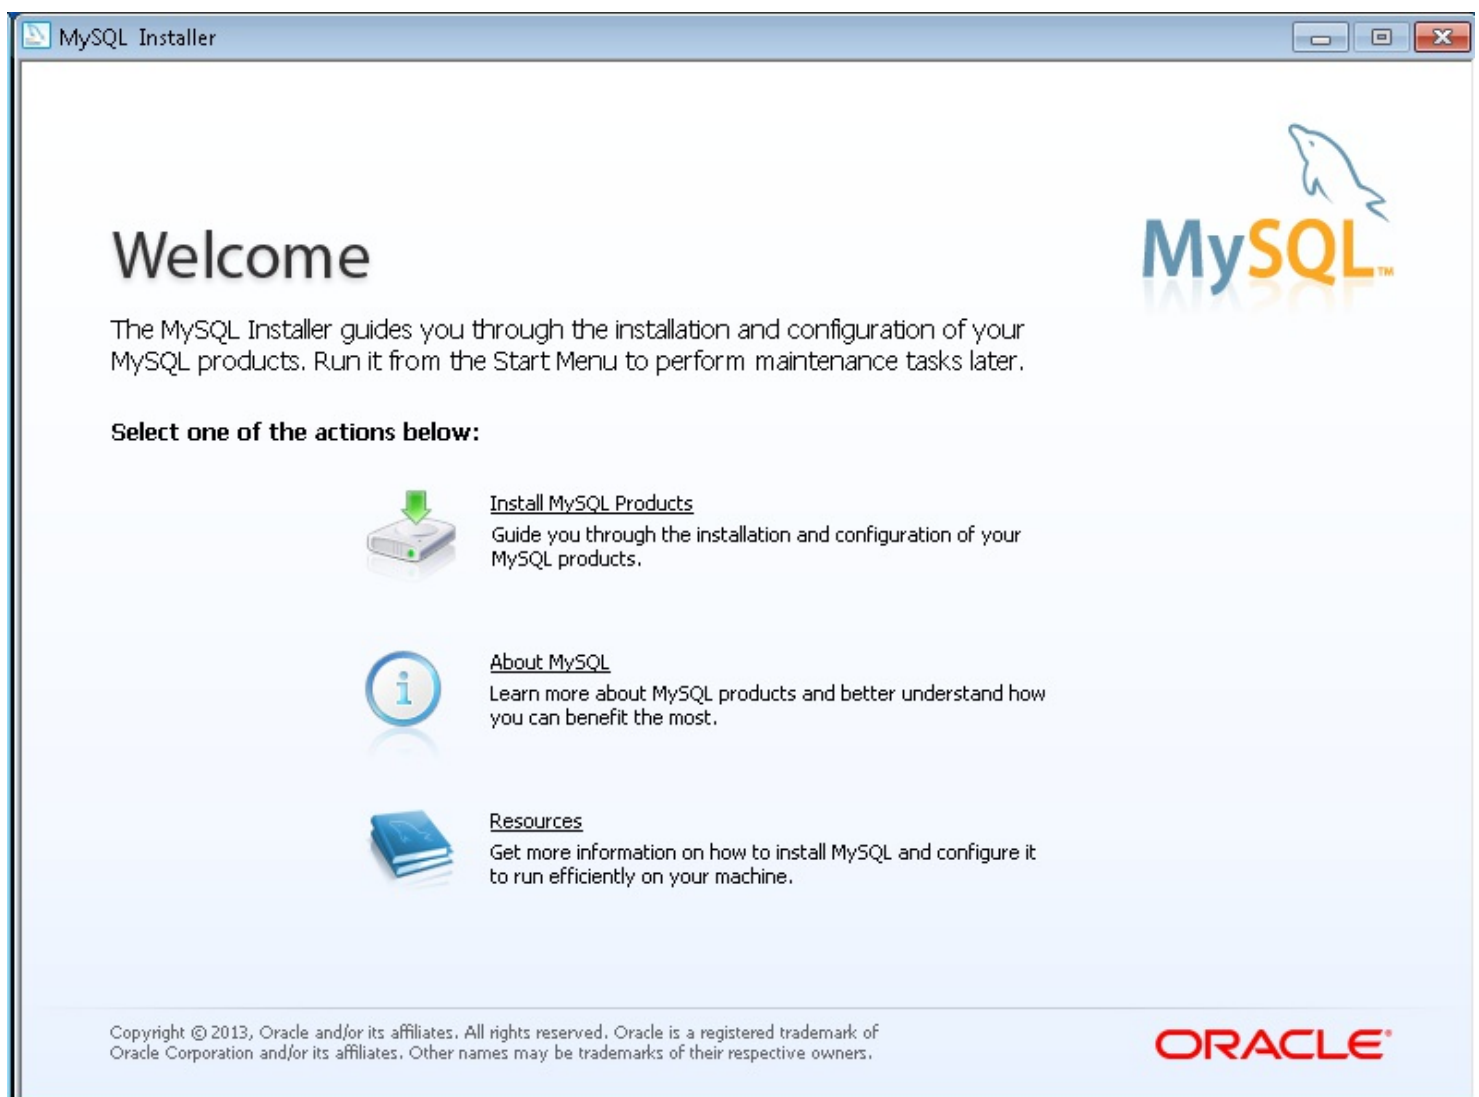 MySQL Installer
MySQL™
Welcome
The MySQL Installer guides you through the installation and configuration of your
MySQL products. Run it from the Start Menu to perform maintenance tasks later.
Select one of the actions below:
Install MySQL Products
Guide you through the installation and configuration of your
MySQL products.
About MySQL
Learn more about MySQL products and better understand how
you can benefit the most.
Resources
Get more information on how to install MySQL and configure it
to run efficiently on your machine.
Copyright © 2013, Oracle and/or its affiliates. All rights reserved. Oracle is a registered trademark of
Oracle Corporation and/or its affiliates. Other names may be trademarks of their respective owners.
ORACLE®